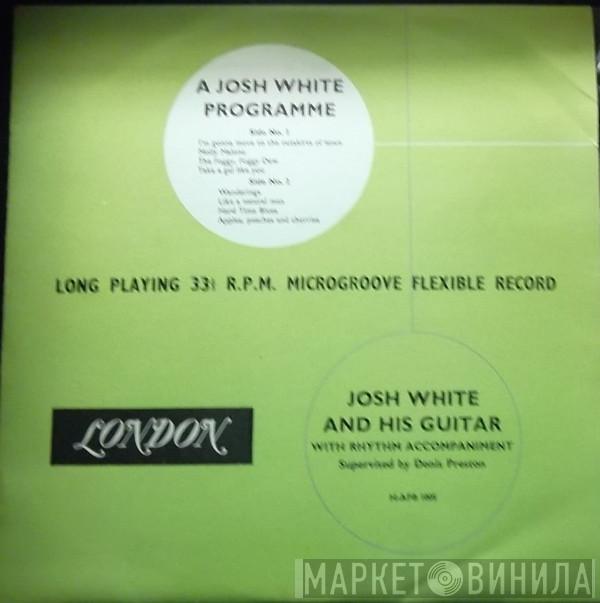 A JOSH WHITE
PROGRAMME
Side No. 1
I'm gonna move to the outskirts of town
Molly Malone
The Foggy, Foggy Dew
Take a gal like you
Side No. 2
Wanderings
Like a natural man
Hard Time Blues
Apples, peaches and cherries
LONG PLAYING 33⅓ R.P.M. MICROGROOVE FLEXIBLE RECORD
JOSH WHITE
AND HIS GUITAR
WITH RHYTHM ACCOMPANIMENT
Supervised by Denis Preston
LONDON
МАРКЕТ ВИНИЛА